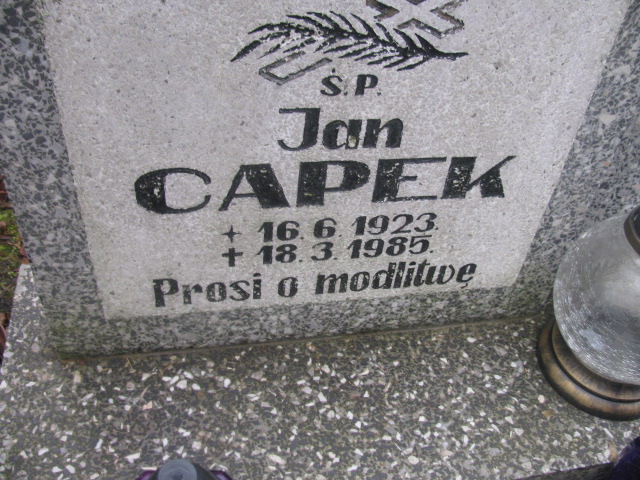 Ś.P.
Jan
CAPEK
+ 16.6.1923.
+ 18.3.1985.
Prosi o modlitwę